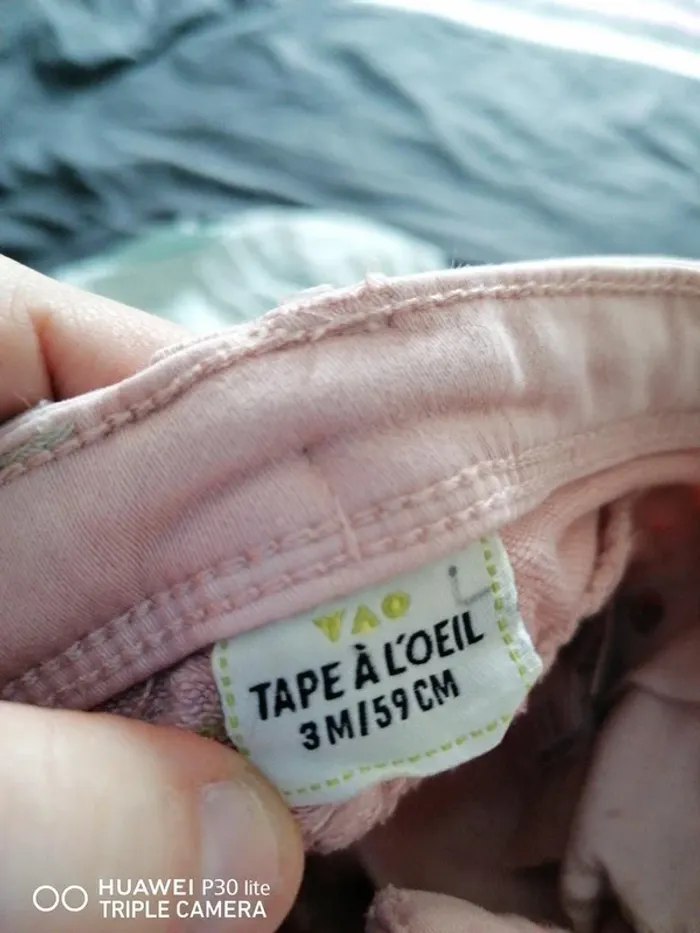 TAO
TAPE À L'OEIL
3M/59CM
HUAWEI P30 lite
TRIPLE CAMERA